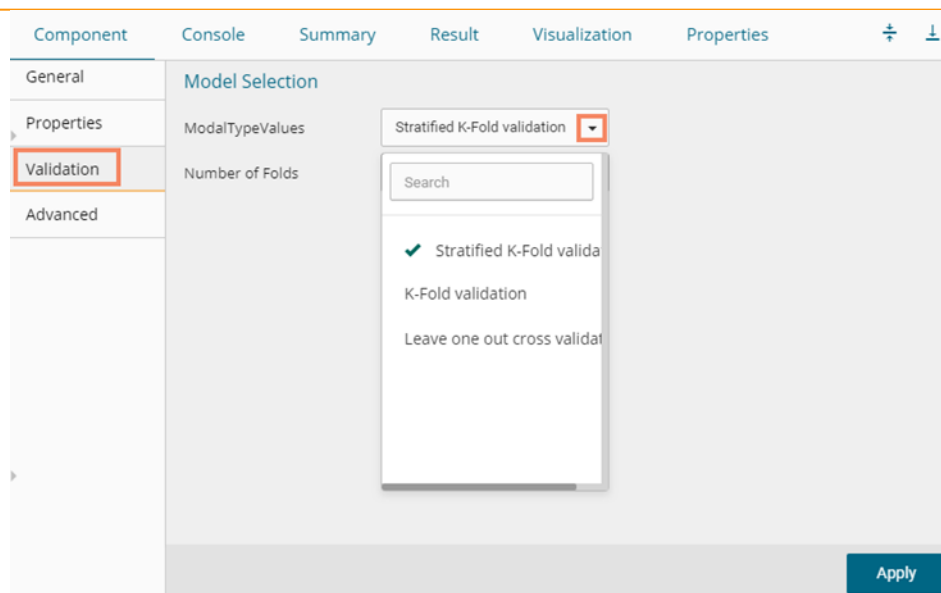 Component Console Summary Result Visualization Properties
General
Properties
Validation
Advanced
Model Selection
ModalTypeValues Stratified K-Fold validation
Number of Folds
Search
Stratified K-Fold valida
K-Fold validation
Leave one out cross validat
Apply